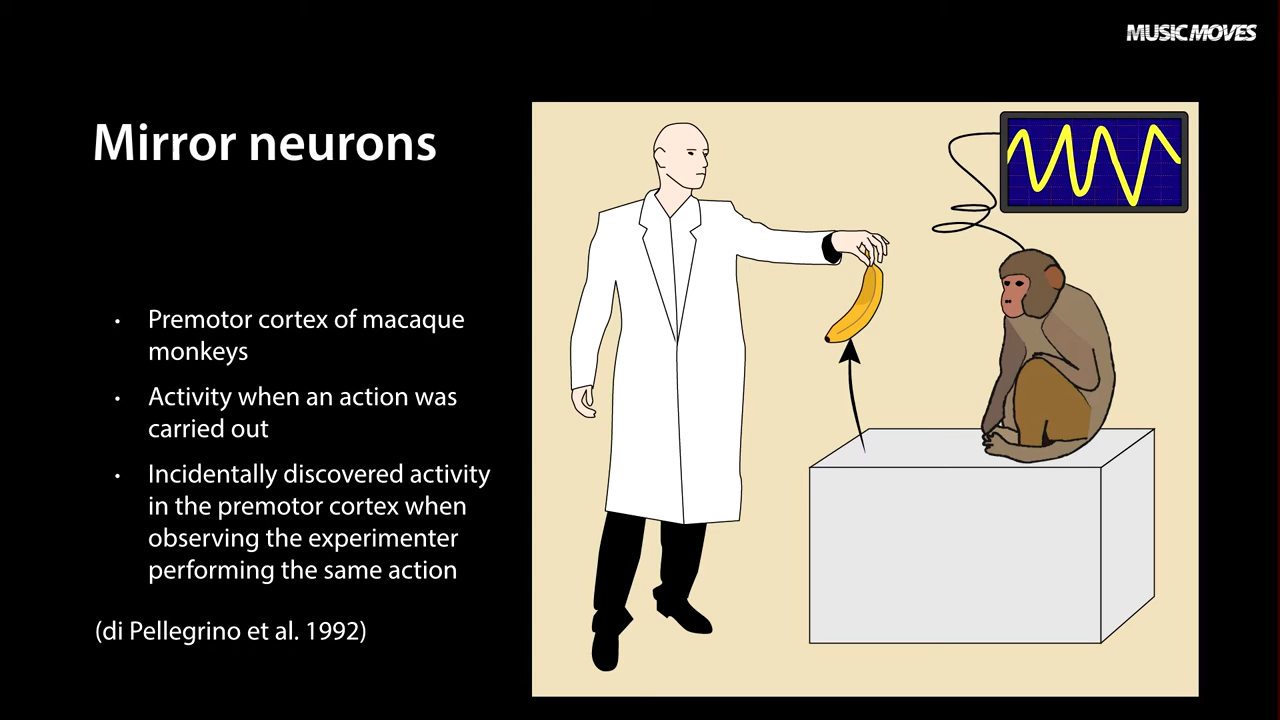 MUSIC MOVES
Mirror neurons
• Premotor cortex of macaque
monkeys
• Activity when an action was
carried out
• Incidentally discovered activity
in the premotor cortex when
observing the experimenter
performing the same action
(di Pellegrino et al. 1992)